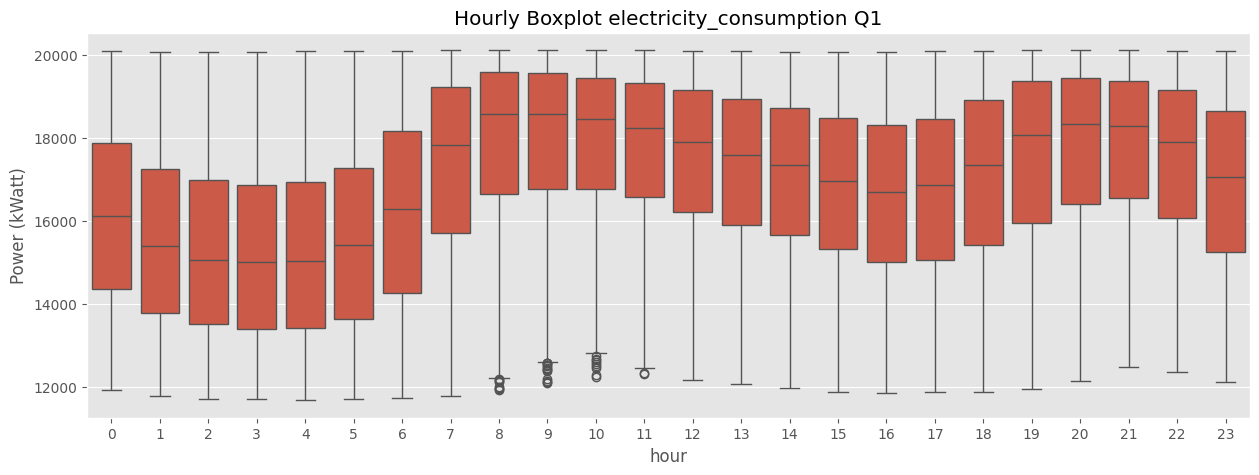 Hourly Boxplot electricity_consumption Q1
Power (kWatt)
20000
18000
16000
14000
12000
0 1 2 3 4 5 6 7 8 9 10 11 12 13 14 15 16 17 18 19 20 21 22 23
hour